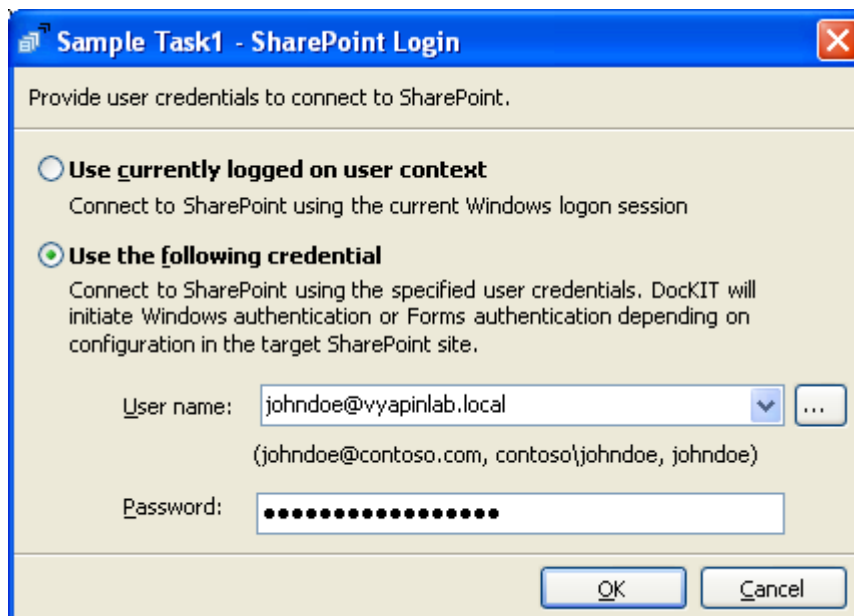 Sample Task1 - SharePoint Login
Provide user credentials to connect to SharePoint.
Use currently logged on user context
Connect to SharePoint using the current Windows logon session
Use the following credential
Connect to SharePoint using the specified user credentials. DocKIT will
initiate Windows authentication or Forms authentication depending on
configuration in the target SharePoint site.
User name: johndoe@vyapinlab.local ...
(johndoe@contoso.com, contoso\johndoe, johndoe)
Password: ●●●●●●●●●●●●●●●●●
OK Cancel